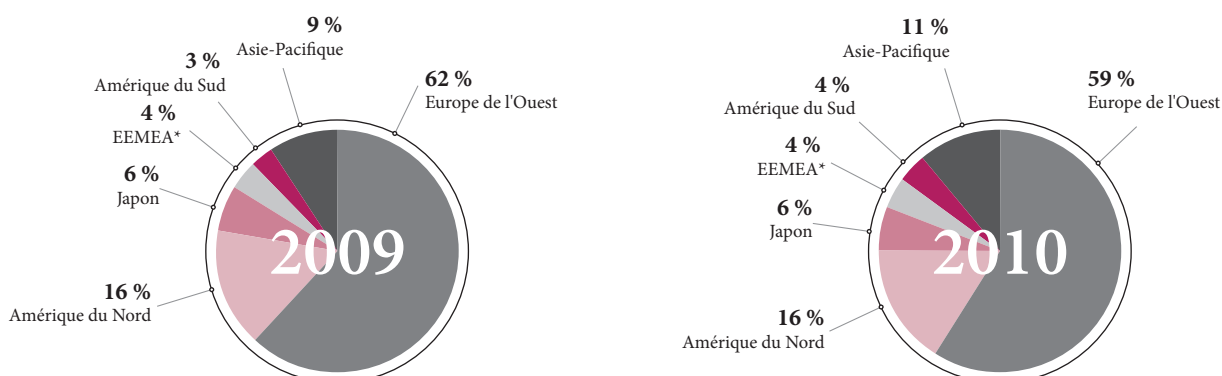 9 %
Asie-Pacifique
3 %
Amérique du Sud
4 %
EEMEA*
6 %
Japon
16 %
Amérique du Nord
62 %
Europe de l'Ouest
2009
11 %
Asie-Pacifique
4 %
Amérique du Sud
4 %
EEMEA*
6 %
Japon
16 %
Amérique du Nord
59 %
Europe de l'Ouest
2010